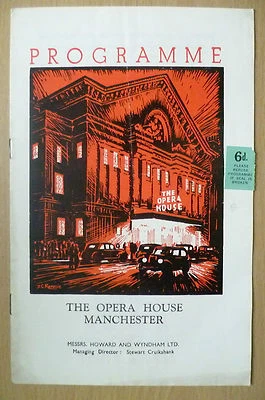 PROGRAMME
THE
OPERA
HOUSE
6d.
PLEASE
REFUSE
PROGRAMME
IF SEAL IS
BROKEN
THE OPERA HOUSE
MANCHESTER
MESSRS. HOWARD AND WYNDHAM LTD.
Managing Director: Stewart Cruikshank